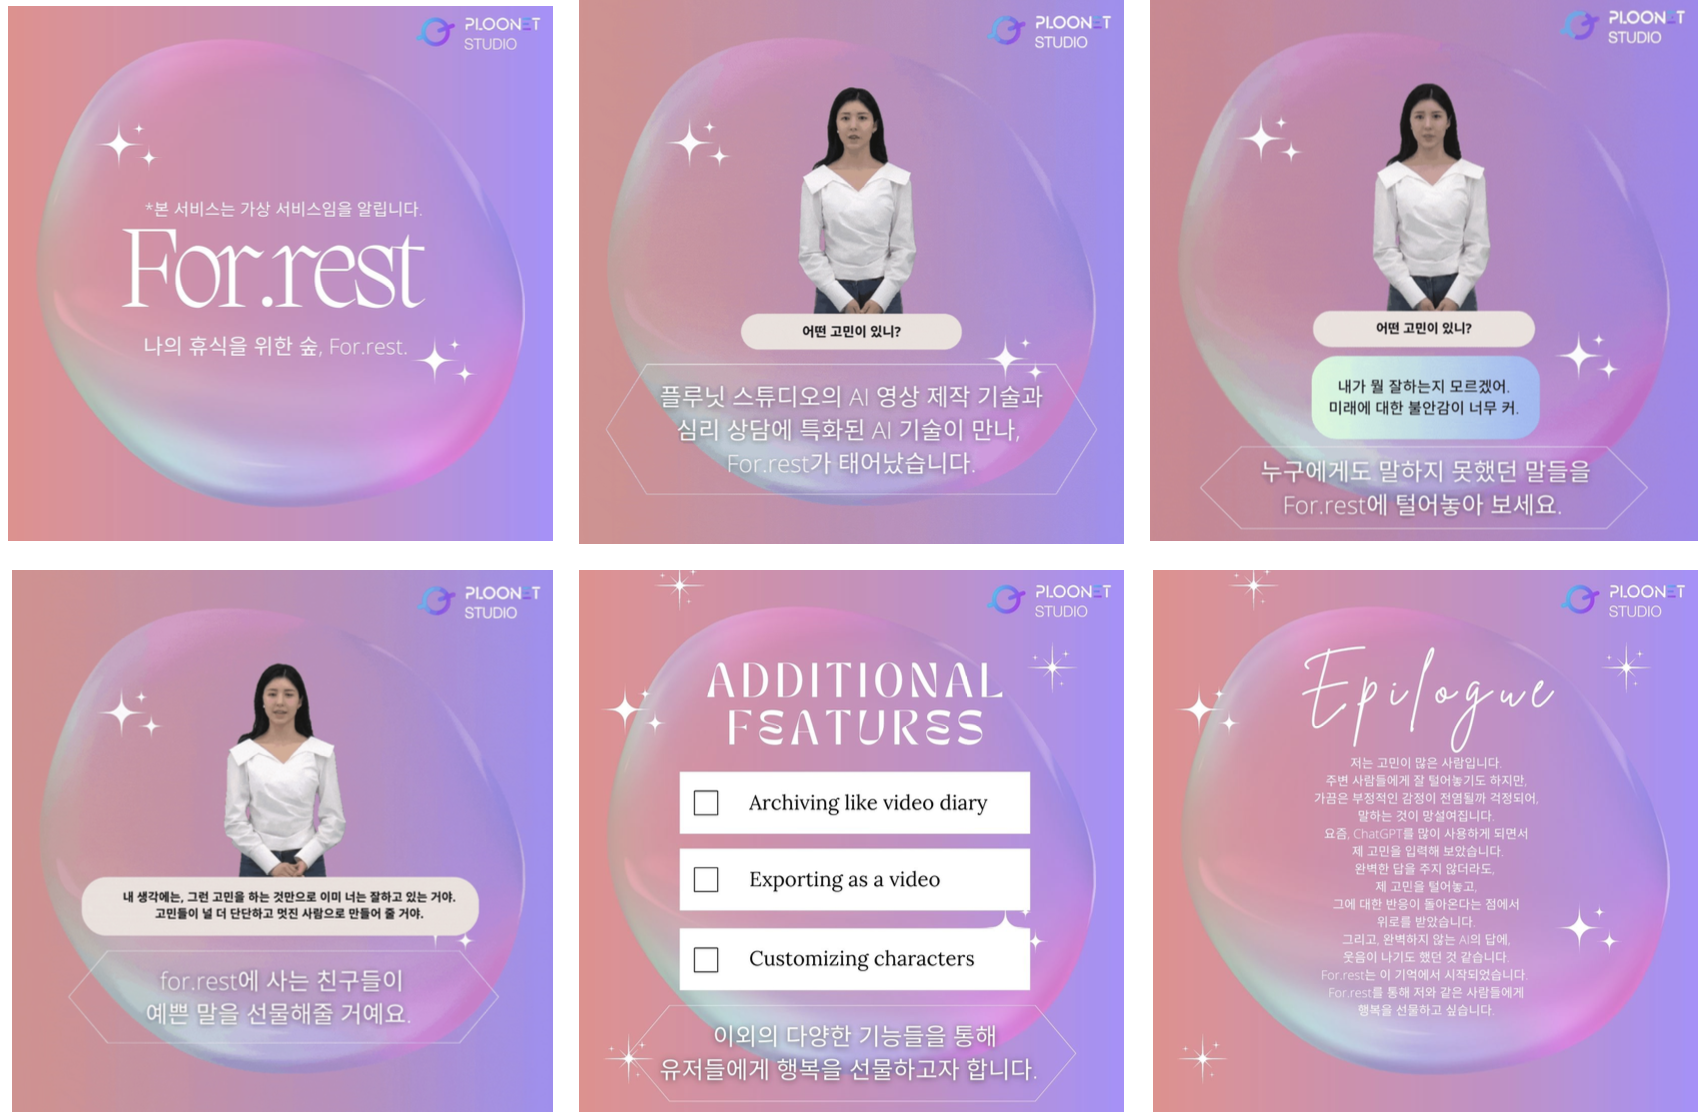 PLOONET
STUDIO
*본 서비스는 가상 서비스임을 알립니다.
For.rest
나의 휴식을 위한 숲, For.rest.
PLOONET
STUDIO
어떤 고민이 있니?
플루닛 스튜디오의 AI 영상 제작 기술과
심리 상담에 특화된 AI 기술이 만나,
For.rest가 태어났습니다.
PLOONET
STUDIO
어떤 고민이 있니?
내가 뭘 잘하는지 모르겠어.
미래에 대한 불안감이 너무 커.
누구에게도 말하지 못했던 말들을
For.rest에 털어놓아 보세요.
PLOONET
STUDIO
내 생각에는, 그런 고민을 하는 것만으로 이미 너는 잘하고 있는 거야.
고민들이 널 더 단단하고 멋진 사람으로 만들어 줄 거야.
for.rest에 사는 친구들이
예쁜 말을 선물해줄 거예요.
PLOONET
STUDIO
ADDITIONAL
FEATURES
Archiving like video diary
Exporting as a video
Customizing characters
이외의 다양한 기능들을 통해
유저들에게 행복을 선물하고자 합니다.
PLOONET
STUDIO
Epilogue
저는 고민이 많은 사람입니다.
주변 사람들에게 잘 털어놓기도 하지만,
가끔은 부정적인 감정이 전염될까 걱정되어,
말하는 것이 망설여집니다.
요즘, ChatGPT를 많이 사용하게 되면서
제 고민을 입력해 보았습니다.
완벽한 답을 주지 않더라도,
제 고민을 털어놓고,
그에 대한 반응이 돌아온다는 점에서
위로를 받았습니다.
그리고, 완벽하지 않는 AI의 답에,
웃음이 나기도 했던 것 같습니다.
For.rest는 이 기억에서 시작되었습니다.
For.rest를 통해 저와 같은 사람들에게
행복을 선물하고 싶습니다.